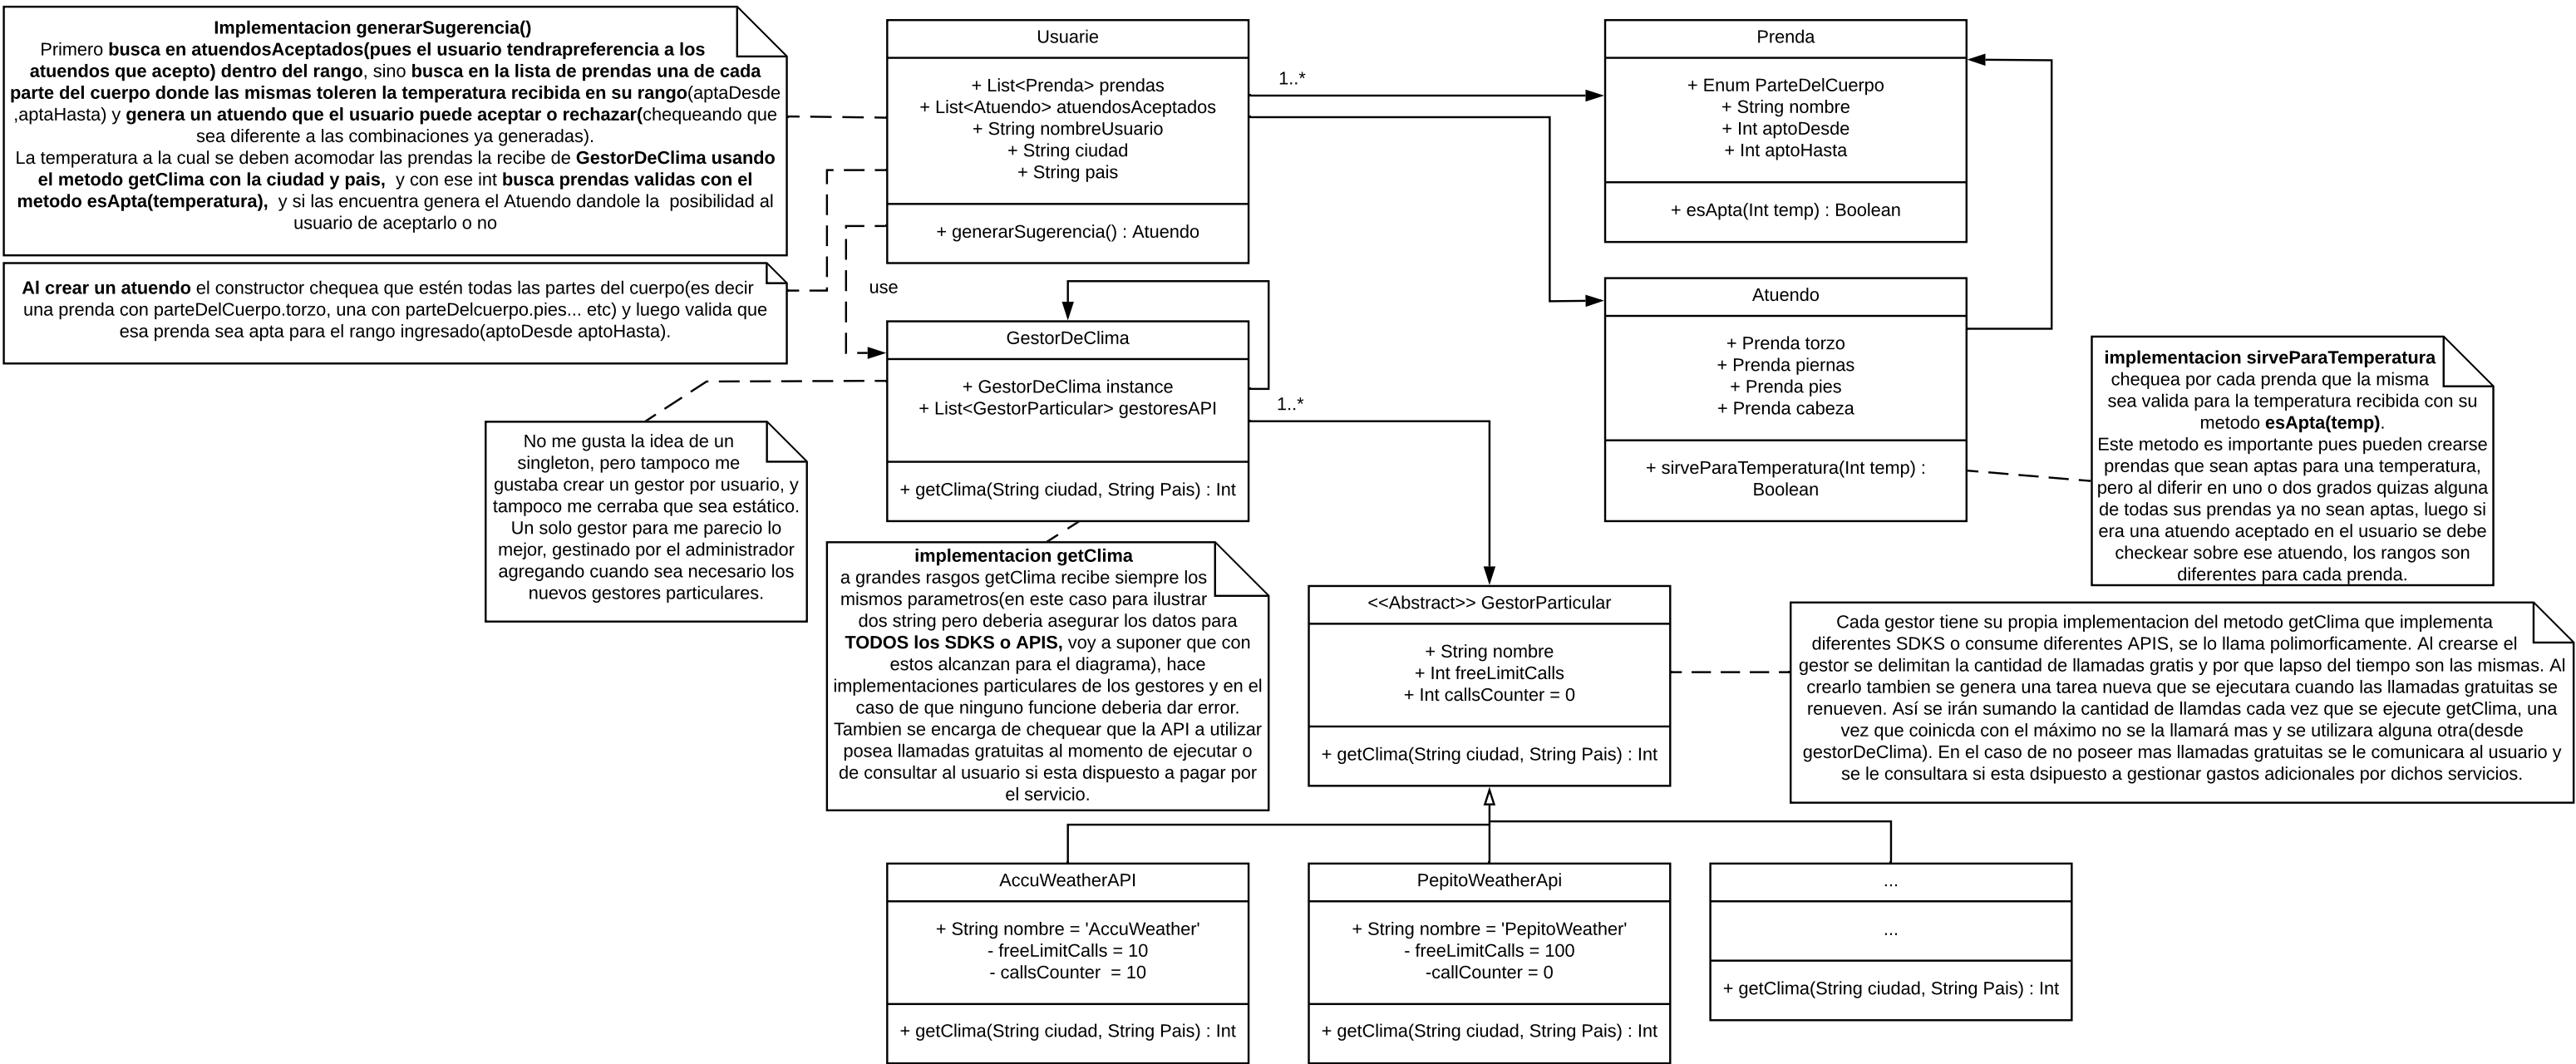 Implementacion generarSugerencia()
Primero busca en atuendosAceptados(pues el usuario tendrapreferencia a los
atuendos que acepto) dentro del rango, sino busca en la lista de prendas una de cada
parte del cuerpo donde las mismas toleren la temperatura recibida en su rango(aptaDesde
,aptaHasta) y genera un atuendo que el usuario puede aceptar o rechazar(chequeando que
sea diferente a las combinaciones ya generadas).
La temperatura a la cual se deben acomodar las prendas la recibe de GestorDeClima usando
el metodo getClima con la ciudad y pais, y con ese int busca prendas validas con el
metodo esApta(temperatura), y si las encuentra genera el Atuendo dandole la posibilidad al
usuario de aceptarlo o no
Al crear un atuendo el constructor chequea que estén todas las partes del cuerpo(es decir
una prenda con parteDelCuerpo.torzo, una con parteDelcuerpo.pies... etc) y luego valida que
esa prenda sea apta para el rango ingresado(aptoDesde aptoHasta).
Usuarie
+ List<Prenda> prendas
+ List<Atuendo> atuendosAceptados
+ String nombreUsuario
+ String ciudad
+ String pais
+ generarSugerencia() : Atuendo
1..*
Prenda
+ Enum ParteDelCuerpo
+ String nombre
+ Int aptoDesde
+ Int aptoHasta
+ esApta(Int temp) : Boolean
use
GestorDeClima
+ GestorDeClima instance
+ List<GestorParticular> gestoresAPI
+ getClima(String ciudad, String Pais) : Int
1..*
Atuendo
+ Prenda torzo
+ Prenda piernas
+ Prenda pies
+ Prenda cabeza
+ sirveParaTemperatura(Int temp) :
Boolean
implementacion sirveParaTemperatura
chequea por cada prenda que la misma
sea valida para la temperatura recibida con su
metodo esApta(temp).
Este metodo es importante pues pueden crearse
prendas que sean aptas para una temperatura,
pero al diferir en uno o dos grados quizas alguna
de todas sus prendas ya no sean aptas, luego si
era una atuendo aceptado en el usuario se debe
checkear sobre ese atuendo, los rangos son
diferentes para cada prenda.
No me gusta la idea de un
singleton, pero tampoco me
gustaba crear un gestor por usuario, y
tampoco me cerraba que sea estático.
Un solo gestor para me parecio lo
mejor, gestinado por el administrador
agregando cuando sea necesario los
nuevos gestores particulares.
implementacion getClima
a grandes rasgos getClima recibe siempre los
mismos parametros(en este caso para ilustrar
dos string pero deberia asegurar los datos para
TODOS los SDKS o APIS, voy a suponer que con
estos alcanzan para el diagrama), hace
implementaciones particulares de los gestores y en el
caso de que ninguno funcione deberia dar error.
Tambien se encarga de chequear que la API a utilizar
posea llamadas gratuitas al momento de ejecutar o
de consultar al usuario si esta dispuesto a pagar por
el servicio.
<<Abstract>> GestorParticular
+ String nombre
+ Int freeLimitCalls
+ Int callsCounter = 0
+ getClima(String ciudad, String Pais) : Int
Cada gestor tiene su propia implementacion del metodo getClima que implementa
diferentes SDKS o consume diferentes APIS, se lo llama polimorficamente. Al crearse el
gestor se delimitan la cantidad de llamadas gratis y por que lapso del tiempo son las mismas. Al
crearlo tambien se genera una tarea nueva que se ejecutara cuando las llamadas gratuitas se
renueven. Así se irán sumando la cantidad de llamdas cada vez que se ejecute getClima, una
vez que coinicda con el máximo no se la llamará mas y se utilizara alguna otra(desde
gestorDeClima). En el caso de no poseer mas llamadas gratuitas se le comunicara al usuario y
se le consultara si esta dsipuesto a gestionar gastos adicionales por dichos servicios.
AccuWeatherAPI
+ String nombre = 'AccuWeather'
- freeLimitCalls = 10
- callsCounter = 10
+ getClima(String ciudad, String Pais) : Int
PepitoWeatherApi
+ String nombre = 'PepitoWeather'
- freeLimitCalls = 100
-callCounter = 0
+ getClima(String ciudad, String Pais) : Int
...
...
+ getClima(String ciudad, String Pais) : Int